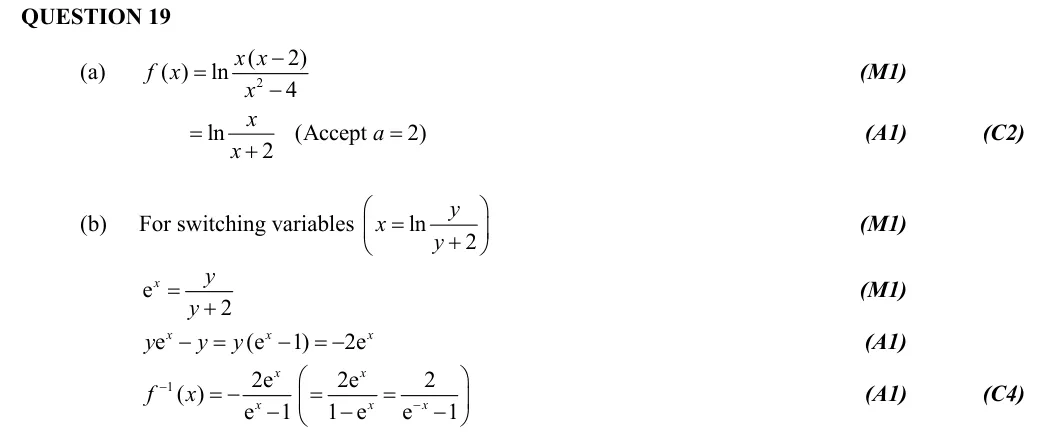 QUESTION 19
(a) f(x) = ln x(x − 2)/(x² − 4) (M1)
= ln x/(x + 2) (Accept a = 2) (A1) (C2)
(b) For switching variables (x = ln y/(y + 2)) (M1)
eˣ = y/(y + 2) (M1)
yeˣ − y = y(eˣ − 1) = −2eˣ (A1)
f⁻¹(x) = −2eˣ/(eˣ − 1) (= 2eˣ/(1 − eˣ) = 2/(e⁻ˣ − 1)) (A1) (C4)